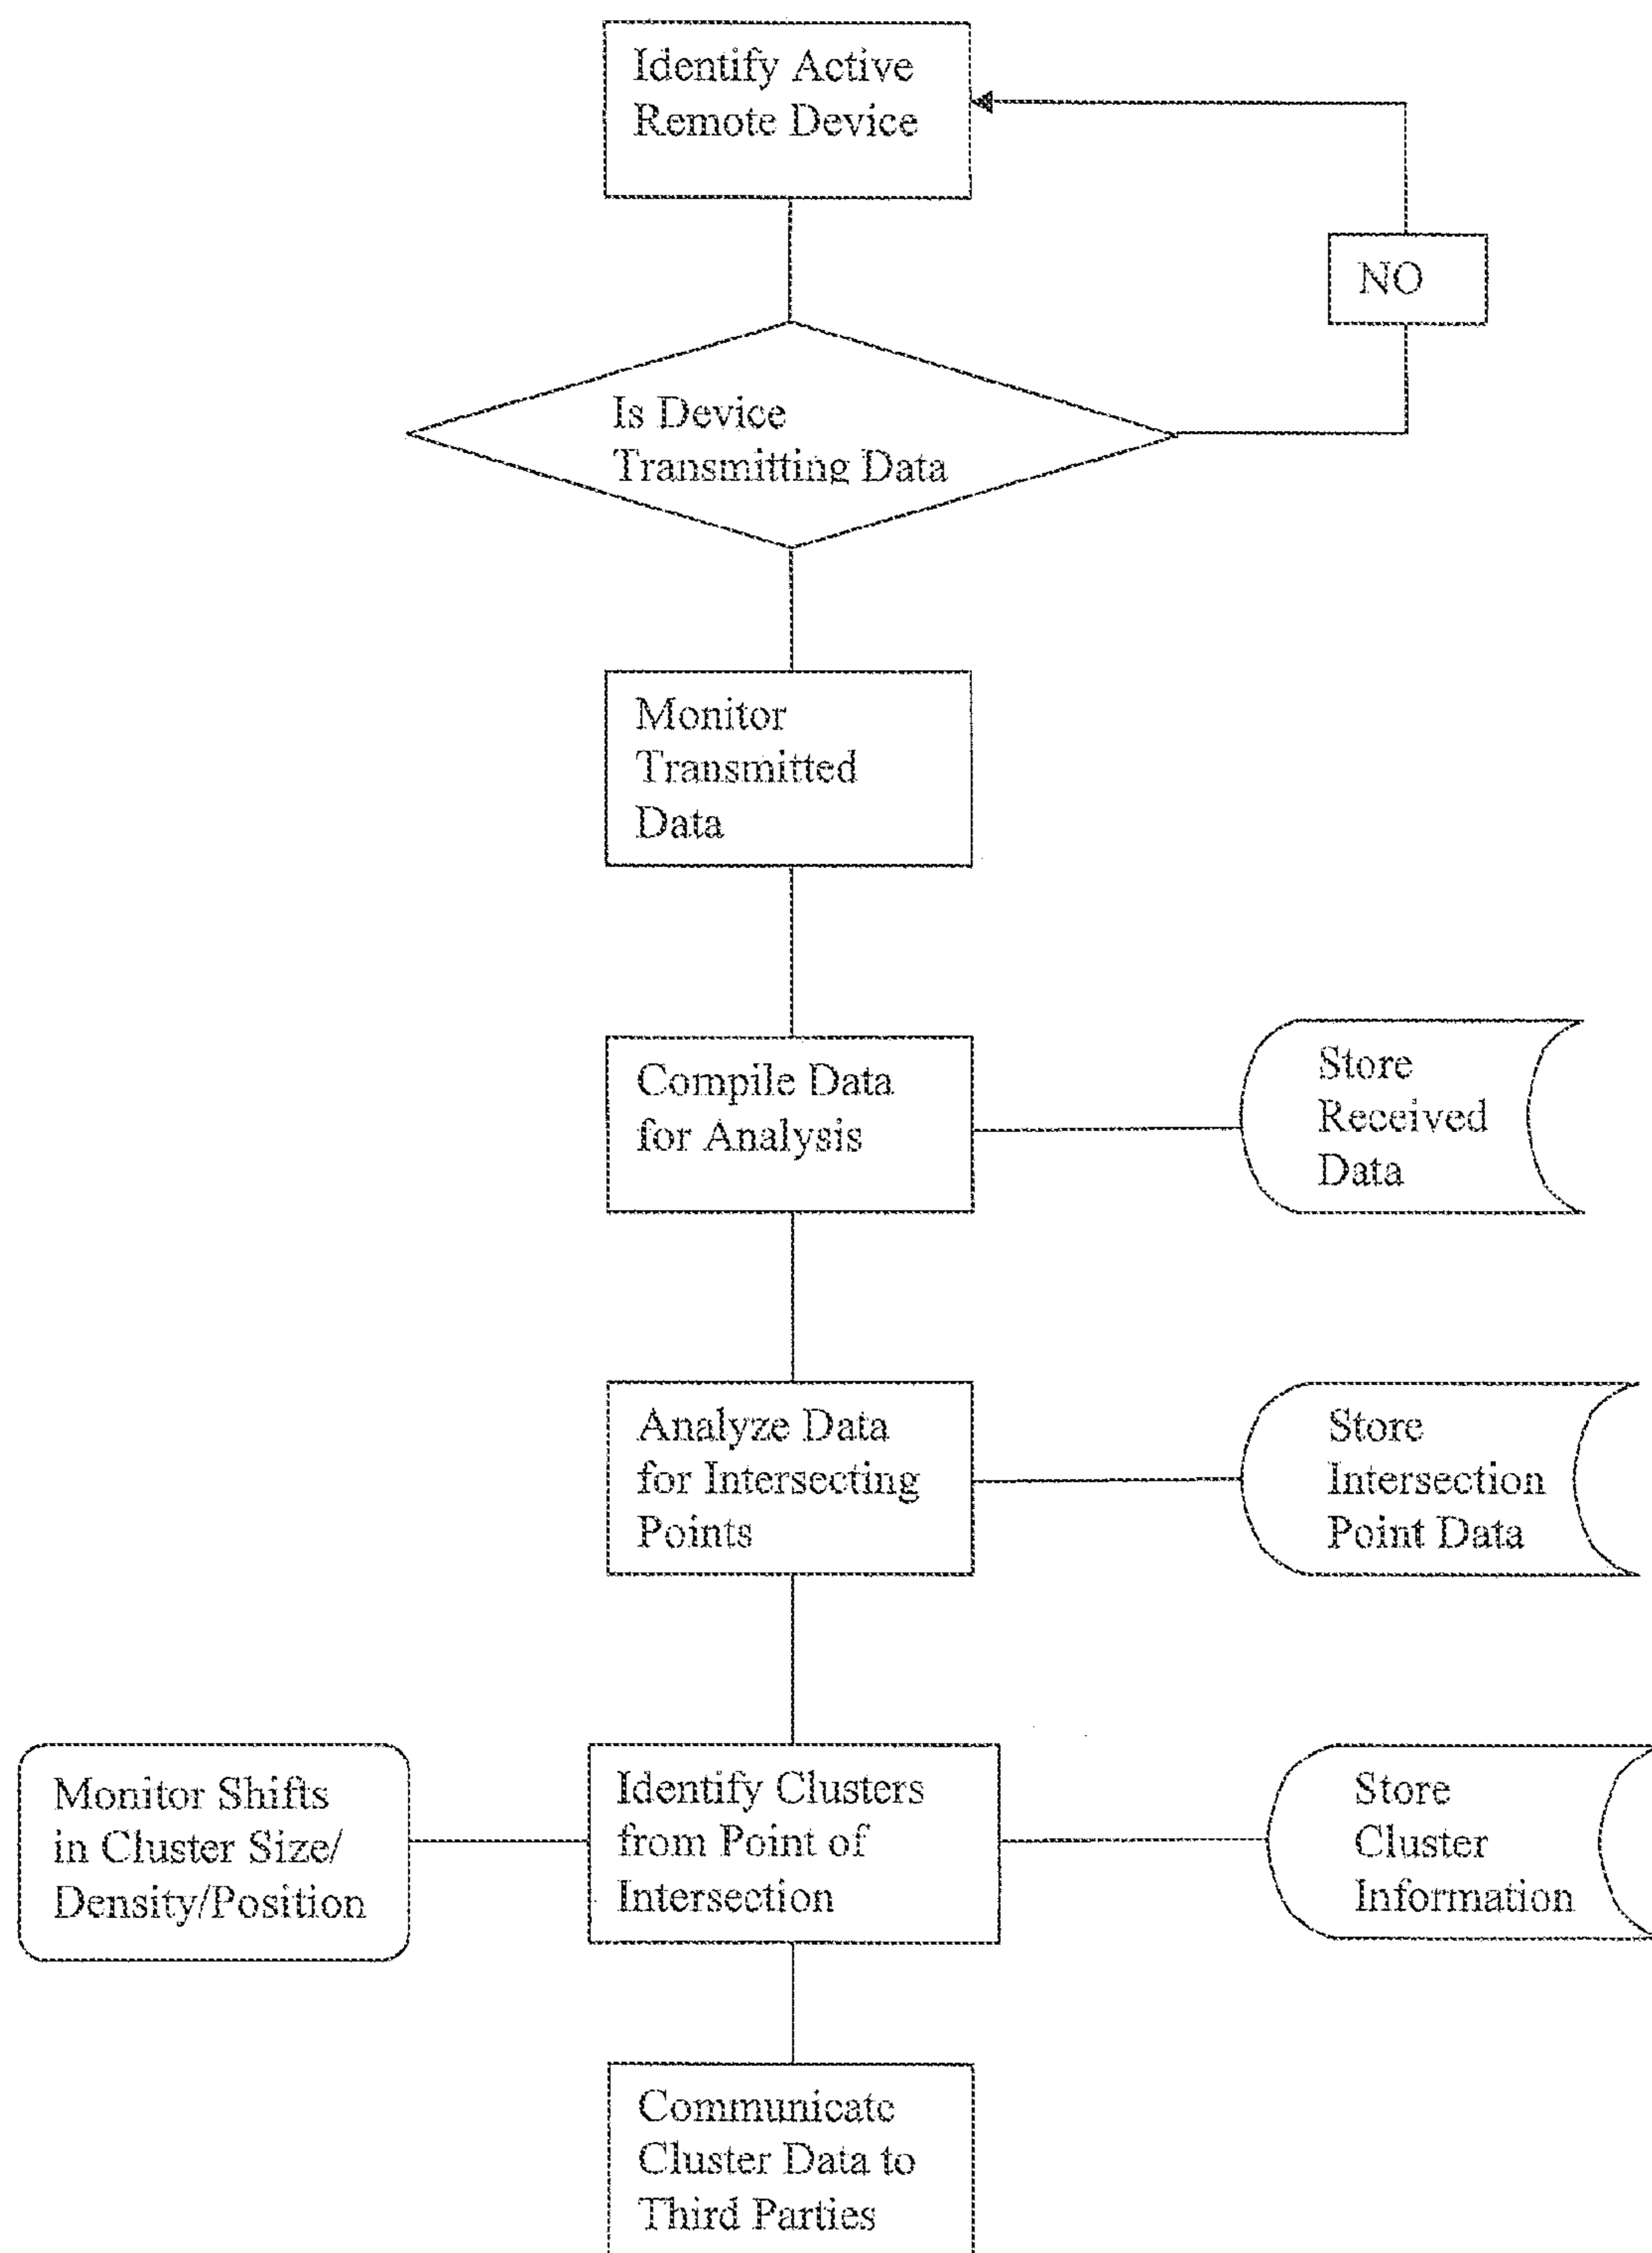 Identify Active
Remote Device
NO
Is Device
Transmitting Data
Monitor
Transmitted
Data
Compile Data
for Analysis
Store
Received
Data
Analyze Data
for Intersecting
Points
Store
Intersection
Point Data
Monitor Shifts
in Cluster Size/
Density/Position
Identify Clusters
from Point of
Intersection
Store
Cluster
Information
Communicate
Cluster Data to
Third Parties